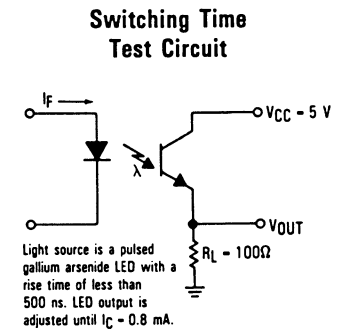 Switching Time
Test Circuit
IF
VCC = 5 V
λ
VOUT
RL = 100Ω
Light source is a pulsed
gallium arsenide LED with a
rise time of less than
500 ns. LED output is
adjusted until IC = 0.8 mA.